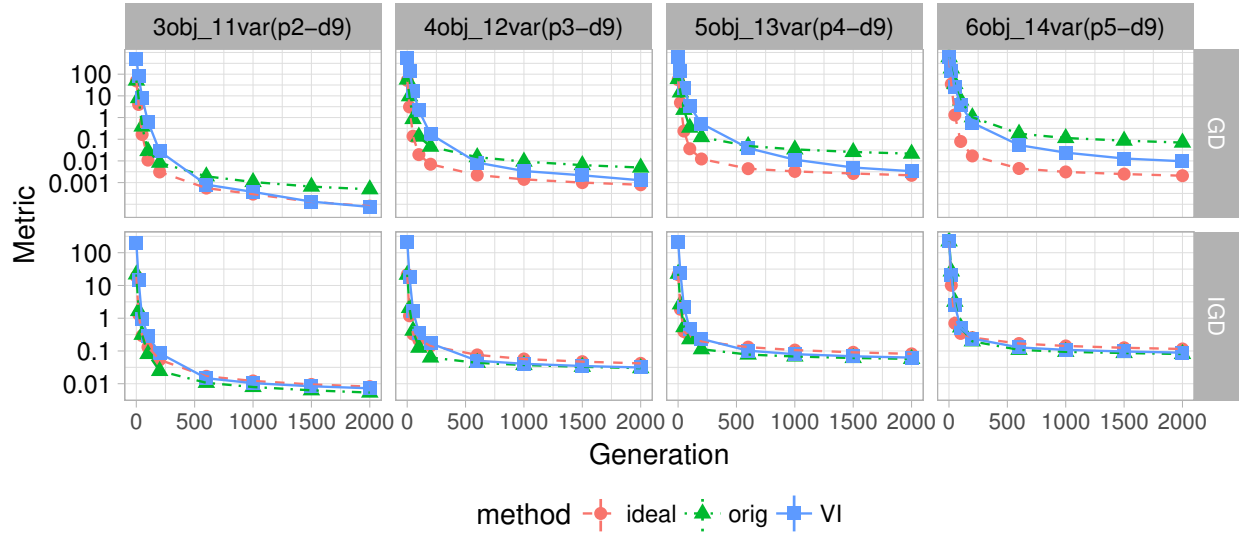 3obj_11var(p2−d9) 4obj_12var(p3−d9) 5obj_13var(p4−d9) 6obj_14var(p5−d9)
100
10
1
0.1
0.01
0.001
GD
Metric
100
10
1
0.1
0.01
IGD
0 500 1000 1500 2000 0 500 1000 1500 2000 0 500 1000 1500 2000 0 500 1000 1500 2000
Generation
method ideal orig VI